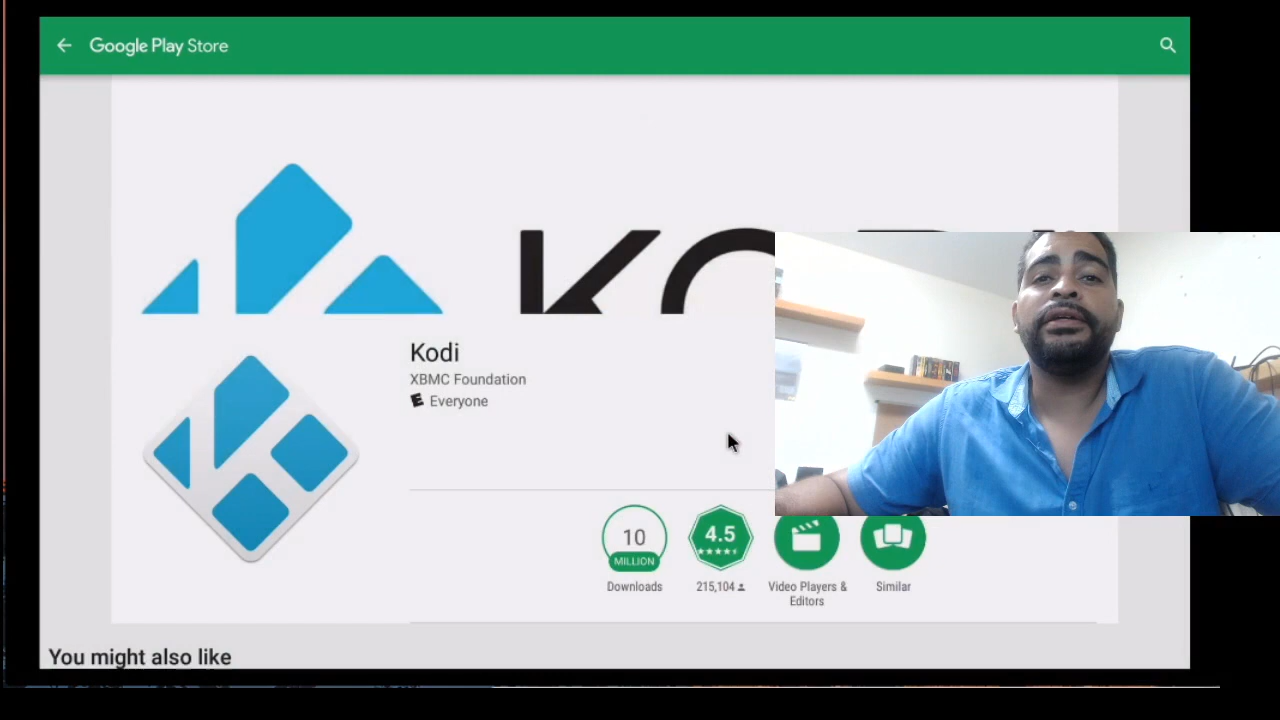 Google Play Store
Kodi
XBMC Foundation
E Everyone
10
MILLION
Downloads
4.5
215,104
Video Players &
Editors
Similar
You might also like